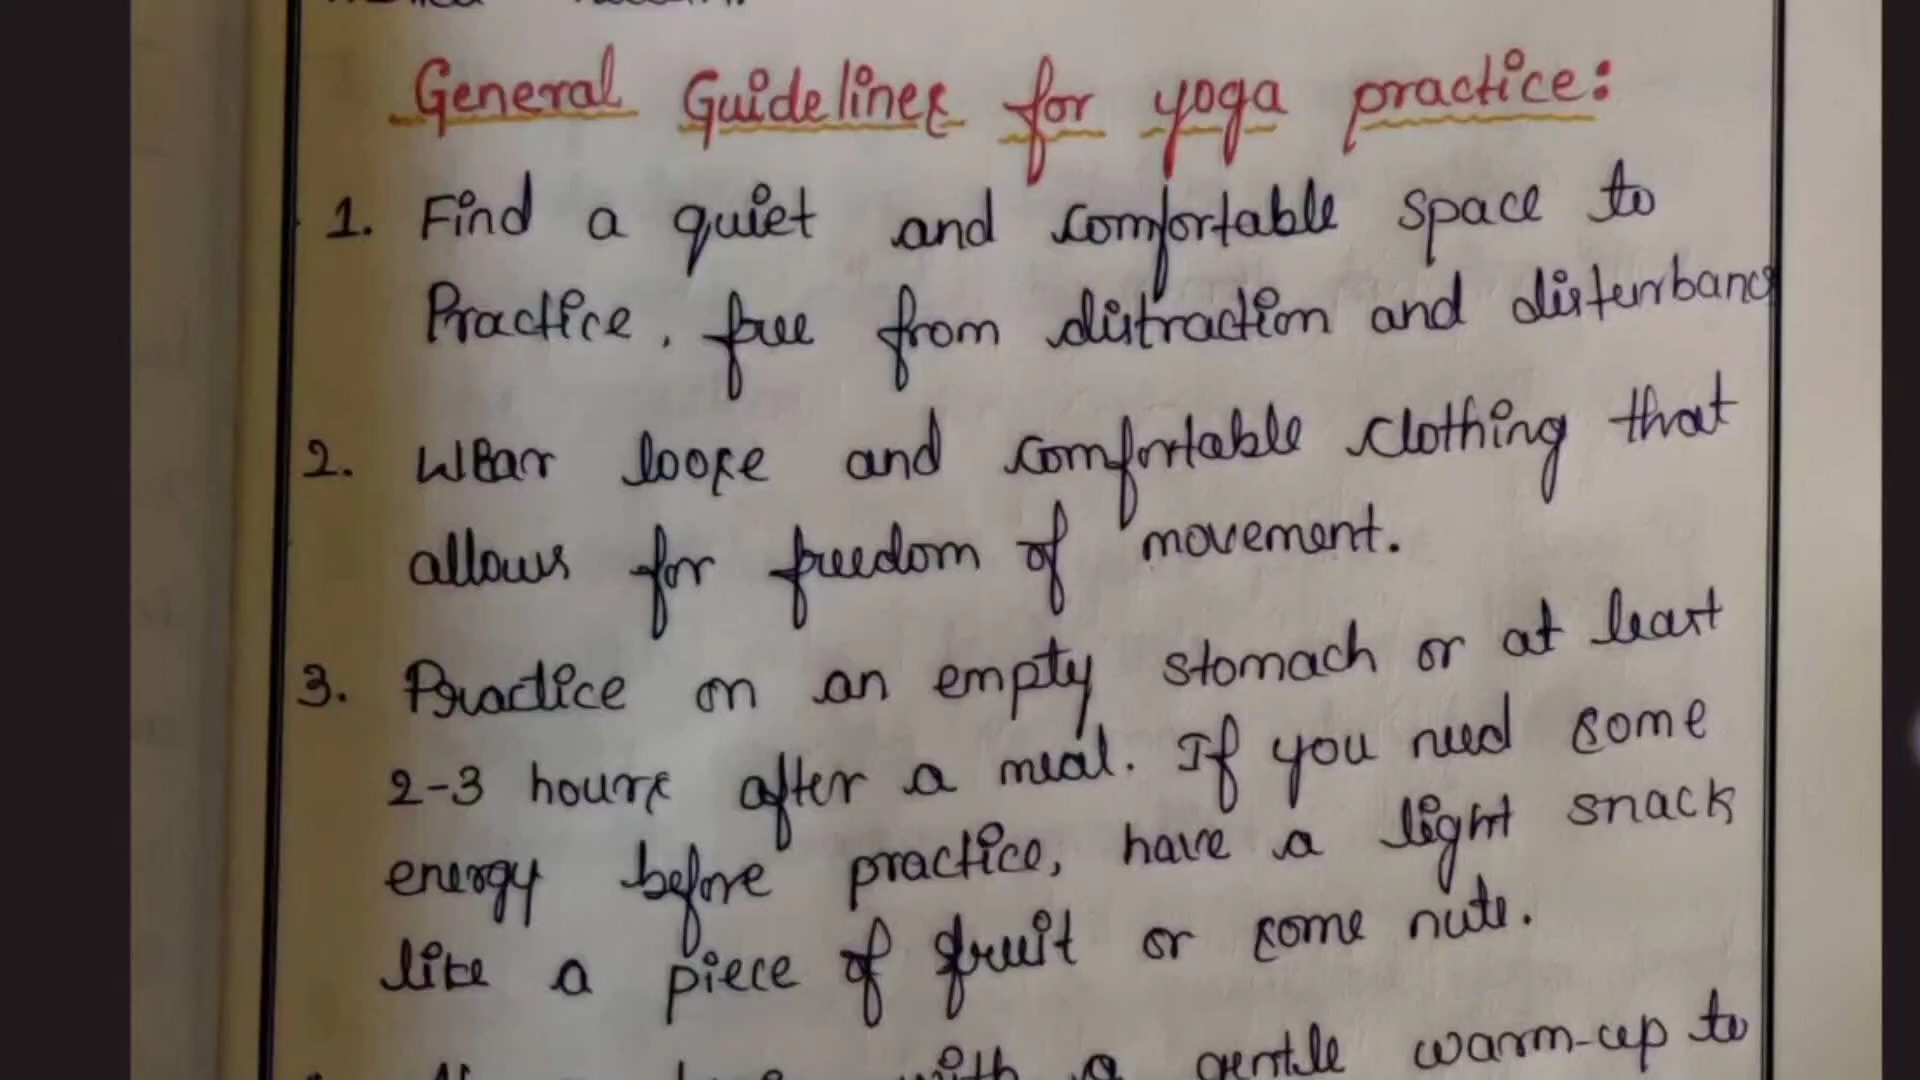 General Guidelines for yoga practice:
1. Find a quiet and comfortable space to
Practice, free from distraction and disturbanc
2. Wear loose and comfortable clothing that
allows for freedom of movement.
3. Practice on an empty stomach or at least
2-3 hours after a meal. If you need some
energy before practice, have a light snack
like a piece of fruit or some nuts.
with a gentle warm-up to